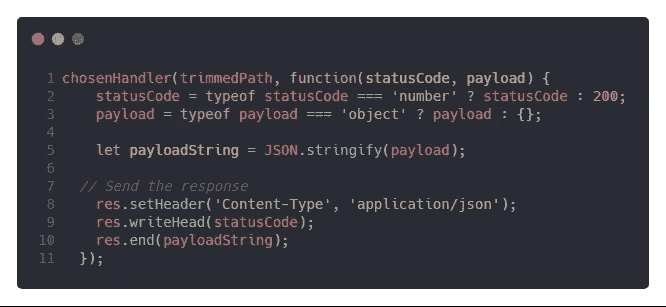 1 chosenHandler(trimmedPath, function(statusCode, payload) {
2 statusCode = typeof statusCode === 'number' ? statusCode : 200;
3 payload = typeof payload === 'object' ? payload : {};
4
5 let payloadString = JSON.stringify(payload);
6
7 // Send the response
8 res.setHeader('Content-Type', 'application/json');
9 res.writeHead(statusCode);
10 res.end(payloadString);
11 });